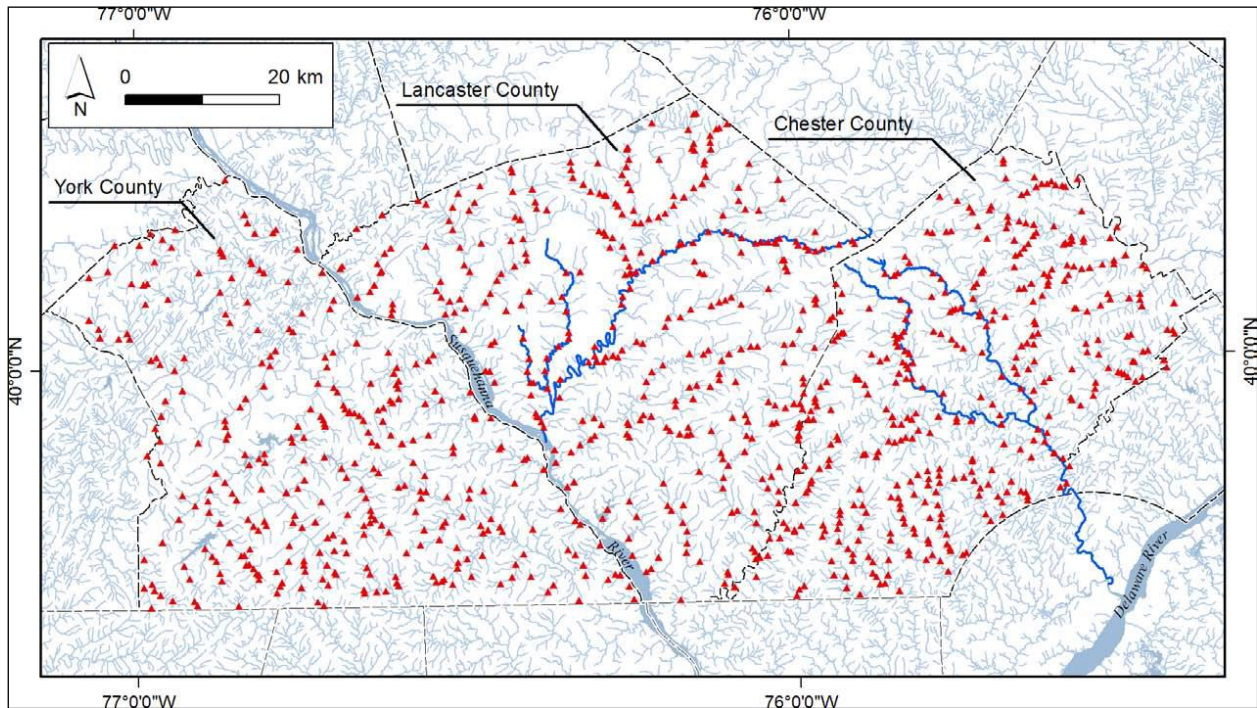 77°0'0"W
76°0'0"W
0
20 km
N
Lancaster County
Chester County
York County
40°0'0"N
40°0'0"N
Susquehanna
River
Delaware River
77°0'0"W
76°0'0"W